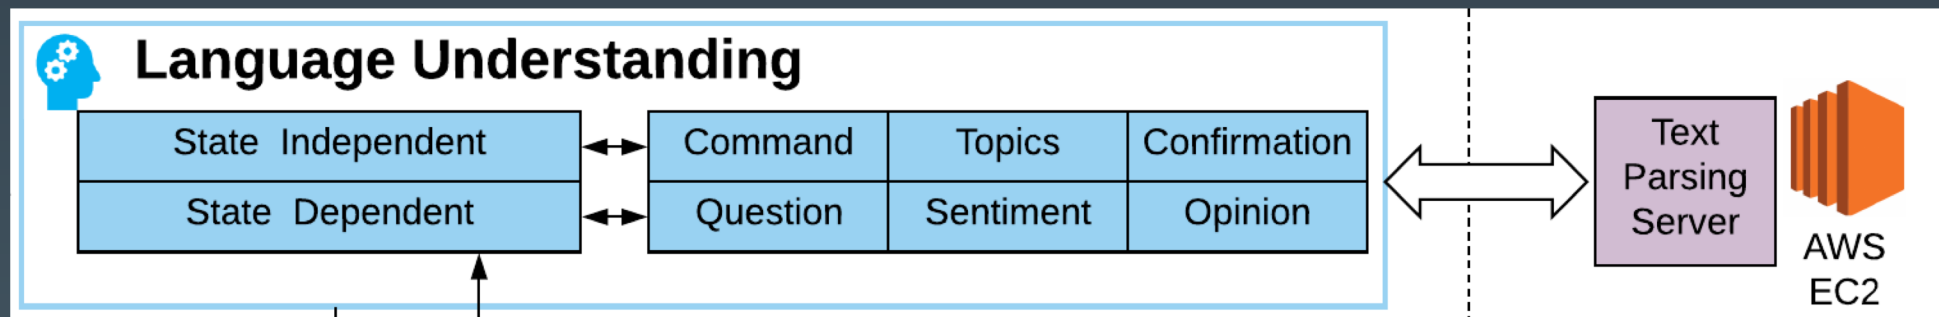 Language Understanding
State Independent
Command
Topics
Confirmation
State Dependent
Question
Sentiment
Opinion
Text
Parsing
Server
AWS
EC2